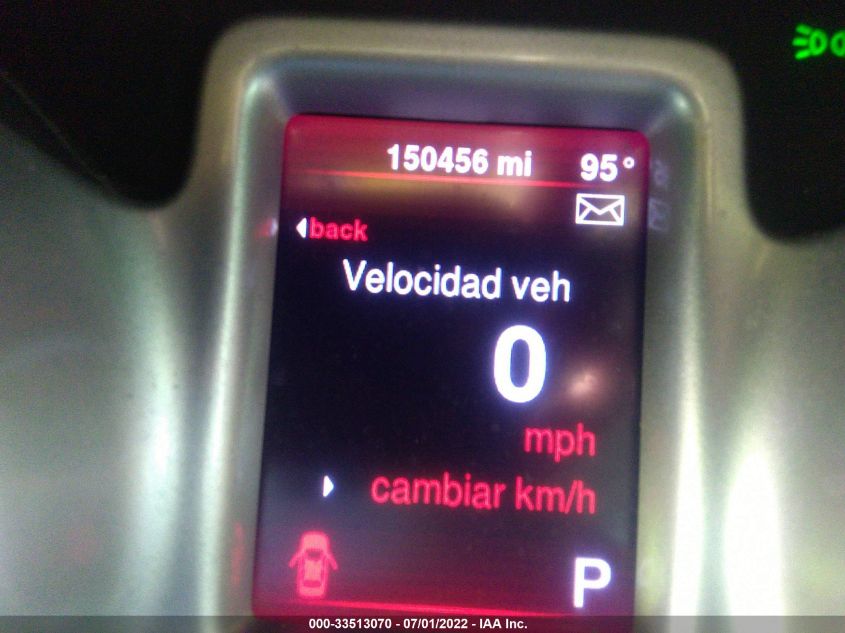 150456 mi 95°
back
Velocidad veh
0
mph
cambiar km/h
P
000-33513070 - 07/01/2022 - IAA Inc.